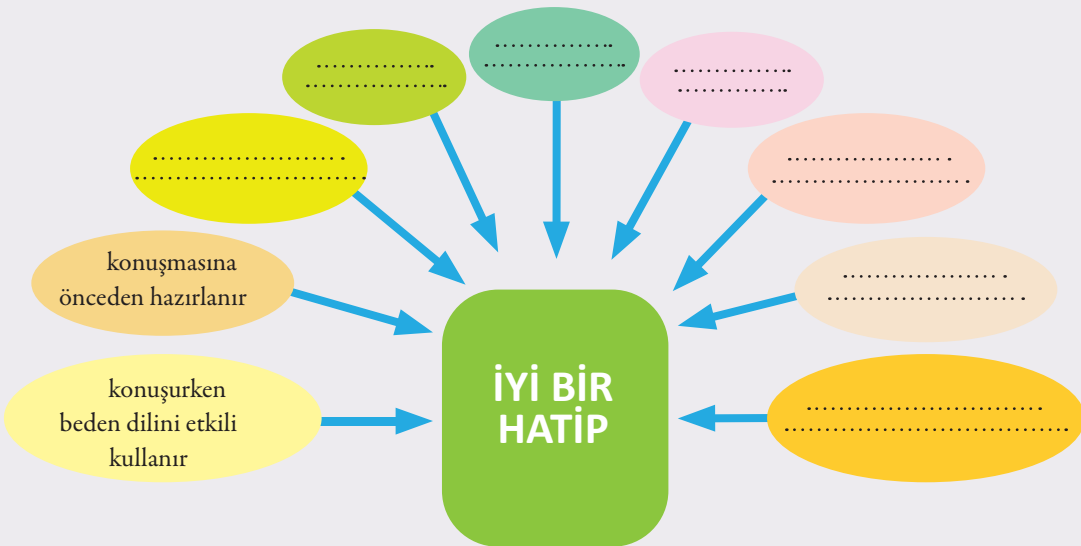 konuşmasına
önceden hazırlanır
konuşurken
beden dilini etkili
kullanır
İYİ BİR
HATİP